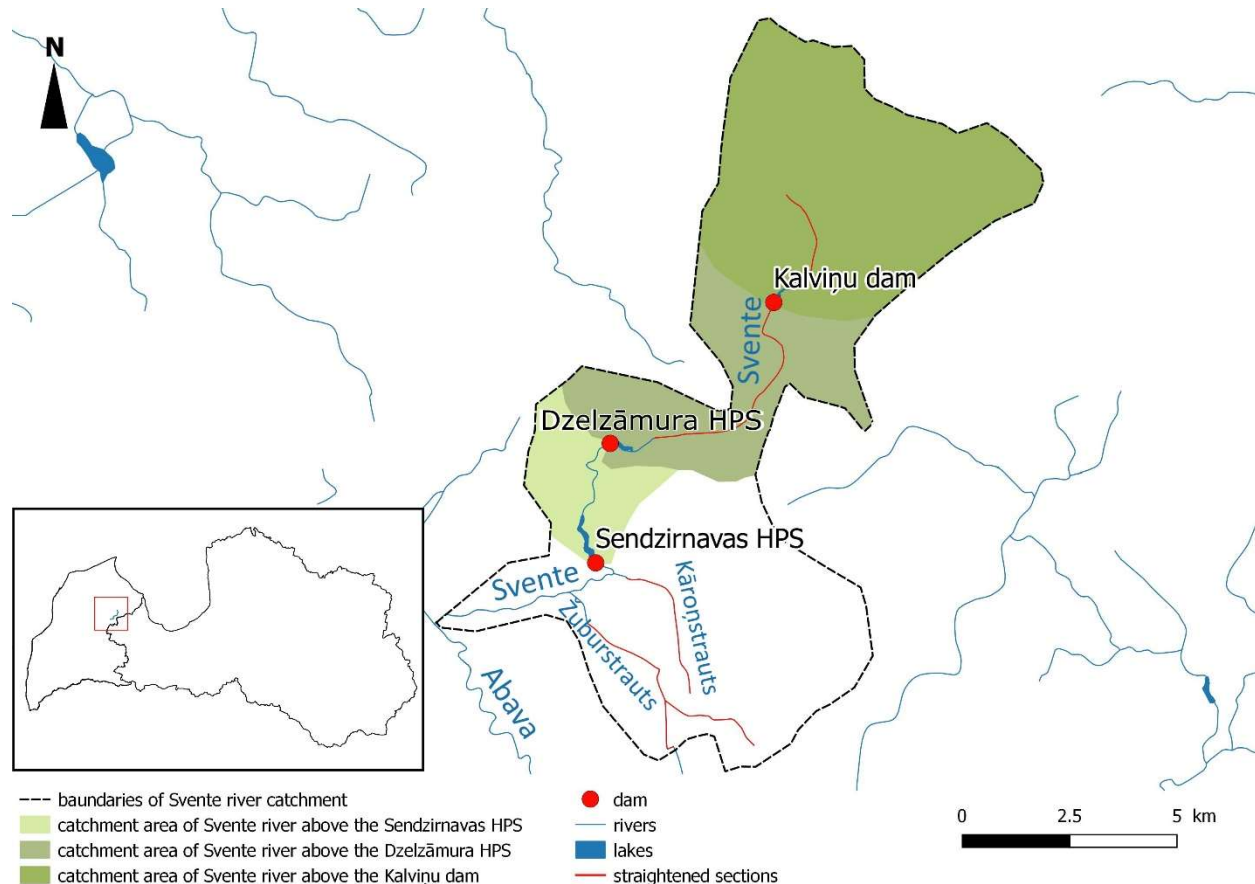 N
Kalviņu dam
Svente
Dzelzāmura HPS
Sendzirnavas HPS
Svente
Kāroņstrauts
Žuburstrauts
Abava
baundaries of Svente river catchment
catchment area of Svente river above the Sendzirnavas HPS
catchment area of Svente river above the Dzelzāmura HPS
catchment area of Svente river above the Kalviņu dam
dam
rivers
lakes
straightened sections
0 2.5 5 km